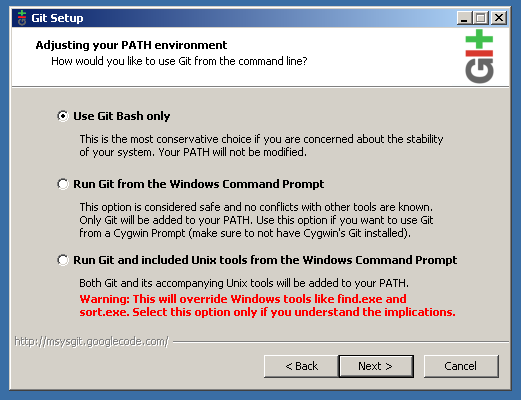 Git Setup
Adjusting your PATH environment
How would you like to use Git from the command line?
Use Git Bash only
This is the most conservative choice if you are concerned about the stability
of your system. Your PATH will not be modified.
Run Git from the Windows Command Prompt
This option is considered safe and no conflicts with other tools are known.
Only Git will be added to your PATH. Use this option if you want to use Git
from a Cygwin Prompt (make sure to not have Cygwin's Git installed).
Run Git and included Unix tools from the Windows Command Prompt
Both Git and its accompanying Unix tools will be added to your PATH.
Warning: This will override Windows tools like find.exe and
sort.exe. Select this option only if you understand the implications.
http://msysgit.googlecode.com/
< Back
Next >
Cancel